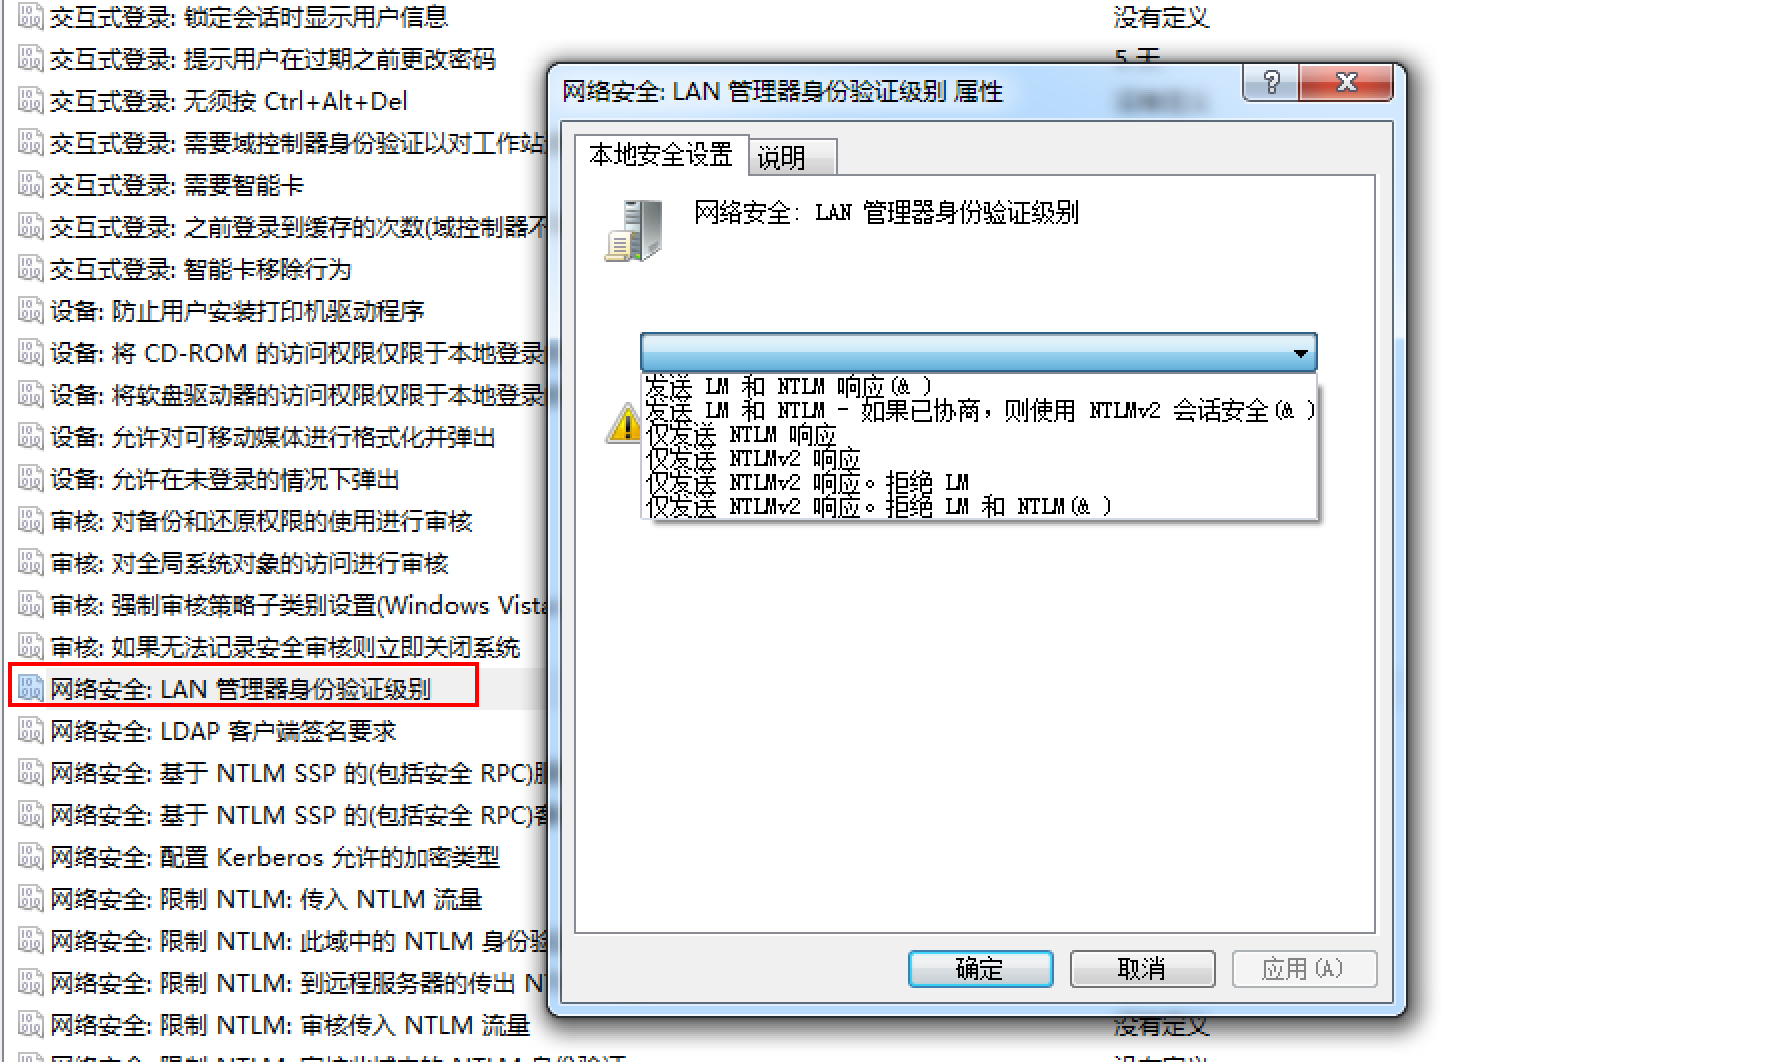 交互式登录: 锁定会话时显示用户信息
没有定义
交互式登录: 提示用户在过期之前更改密码
5 天
交互式登录: 无须按 Ctrl+Alt+Del
交互式登录: 需要域控制器身份验证以对工作站
交互式登录: 需要智能卡
交互式登录: 之前登录到缓存的次数(域控制器不
交互式登录: 智能卡移除行为
设备: 防止用户安装打印机驱动程序
设备: 将 CD-ROM 的访问权限仅限于本地登录
设备: 将软盘驱动器的访问权限仅限于本地登录
设备: 允许对可移动媒体进行格式化并弹出
设备: 允许在未登录的情况下弹出
审核: 对备份和还原权限的使用进行审核
审核: 对全局系统对象的访问进行审核
审核: 强制审核策略子类别设置(Windows Vista
审核: 如果无法记录安全审核则立即关闭系统
网络安全: LAN 管理器身份验证级别
网络安全: LDAP 客户端签名要求
网络安全: 基于 NTLM SSP 的(包括安全 RPC)服
网络安全: 基于 NTLM SSP 的(包括安全 RPC)客
网络安全: 配置 Kerberos 允许的加密类型
网络安全: 限制 NTLM: 传入 NTLM 流量
网络安全: 限制 NTLM: 此域中的 NTLM 身份验
网络安全: 限制 NTLM: 到远程服务器的传出 NT
网络安全: 限制 NTLM: 审核传入 NTLM 流量
没有定义
网络安全: 限制 NTLM: 审核此域中的 NTLM 身份验证
没有定义
网络安全: LAN 管理器身份验证级别 属性
?
本地安全设置
说明
网络安全: LAN 管理器身份验证级别
发送 LM 和 NTLM 响应(& )
发送 LM 和 NTLM - 如果已协商，则使用 NTLMv2 会话安全(& )
仅发送 NTLM 响应
仅发送 NTLMv2 响应
仅发送 NTLMv2 响应。拒绝 LM
仅发送 NTLMv2 响应。拒绝 LM 和 NTLM(& )
确定
取消
应用(A)